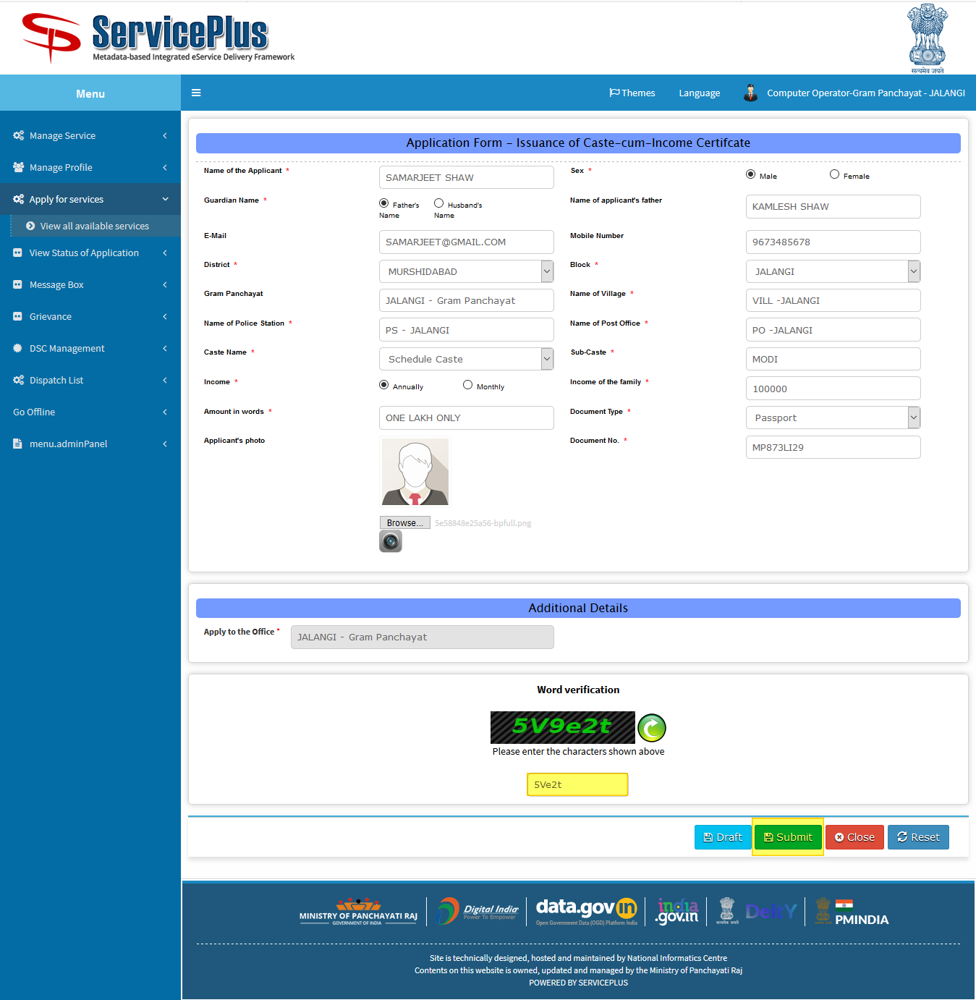 ServicePlus
Metadata-based Integrated eService Delivery Framework
सत्यमेव जयते
Menu
Themes Language Computer Operator-Gram Panchayat - JALANGI
Manage Service
Manage Profile
Apply for services
View all available services
View Status of Application
Message Box
Grievance
DSC Management
Dispatch List
Go Offline
menu.adminPanel
Application Form – Issuance of Caste-cum-Income Certifcate
Name of the Applicant * SAMARJEET SHAW Sex * Male Female
Guardian Name * Father's Name Husband's Name Name of applicant's father KAMLESH SHAW
E-Mail SAMARJEET@GMAIL.COM Mobile Number 9673485678
District * MURSHIDABAD Block * JALANGI
Gram Panchayat JALANGI - Gram Panchayat Name of Village * VILL -JALANGI
Name of Police Station * PS - JALANGI Name of Post Office * PO -JALANGI
Caste Name * Schedule Caste Sub-Caste * MODI
Income * Annually Monthly Income of the family * 100000
Amount in words * ONE LAKH ONLY Document Type * Passport
Applicant's photo Document No. * MP873LI29
Browse... 5e58848e25a56-bpfull.png
Additional Details
Apply to the Office * JALANGI - Gram Panchayat
Word verification
5V9e2t
Please enter the characters shown above
5Ve2t
Draft Submit Close Reset
MINISTRY OF PANCHAYATI RAJ
GOVERNMENT OF INDIA
Digital India
Power To Empower
data.gov in
Open Government Data (OGD) Platform India
india
.gov.in
सत्यमेव जयते
DeitY
PMINDIA
Site is technically designed, hosted and maintained by National Informatics Centre
Contents on this website is owned, updated and managed by the Ministry of Panchayati Raj
POWERED BY SERVICEPLUS